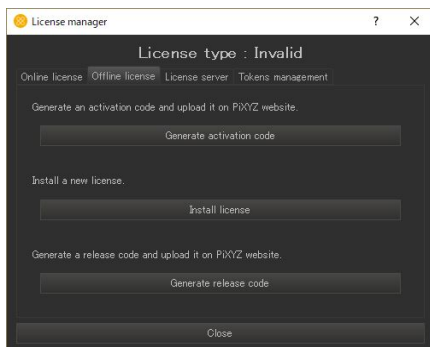 License manager
License type : Invalid
Online license Offline license License server Tokens management
Generate an activation code and upload it on PiXYZ website.
Generate activation code
Install a new license.
Install license
Generate a release code and upload it on PiXYZ website.
Generate release code
Close